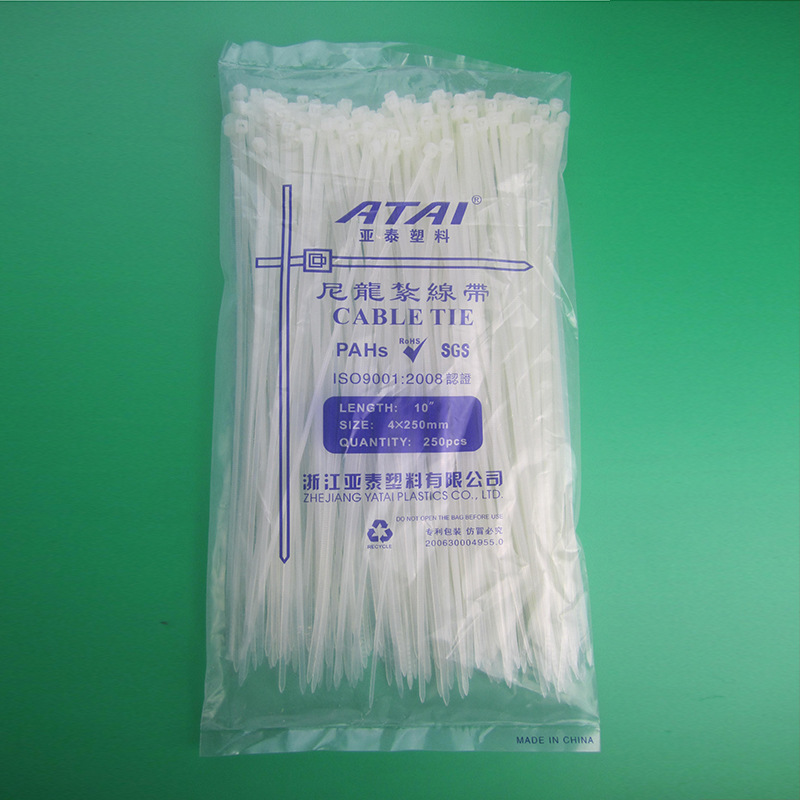 ATAI®
亚泰塑料
尼龍紮線帶
CABLE TIE
PAHs RoHS SGS
ISO9001:2008認證
LENGTH: 10″
SIZE: 4×250mm
QUANTITY: 250pcs
浙江亚泰塑料有限公司
ZHEJIANG YATAI PLASTICS CO., LTD.
DO NOT OPEN THE BAG BEFORE USE
专利包装 仿冒必究
RECYCLE
200630004955.0
MADE IN CHINA